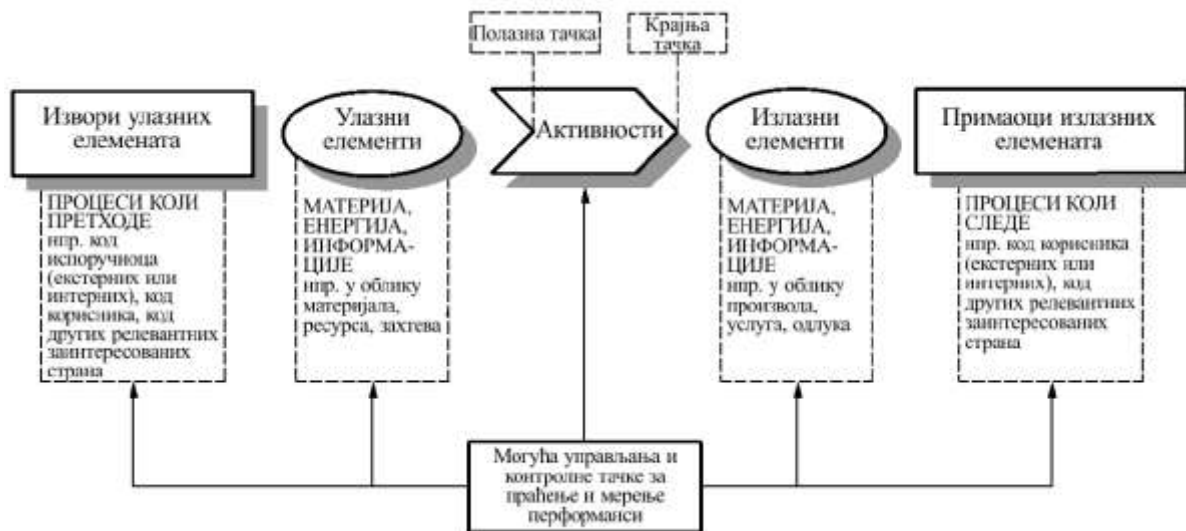 Полазна тачка
Крајња
тачка
Извори улазних
елемената
Улазни
елементи
Активности
Излазни
елементи
Примаоци излазних
елемената
ПРОЦЕСИ КОЈИ
ПРЕТХОДЕ
нпр. код
испоручиоца
(екстерних или
интерних), код
корисника, код
других релевантних
заинтересованих
страна
МАТЕРИЈА,
ЕНЕРГИЈА,
ИНФОРМА-
ЦИЈЕ
нпр. у облику
материјала,
ресурса, захтева
МАТЕРИЈА,
ЕНЕРГИЈА,
ИНФОРМА-
ЦИЈЕ
нпр. у облику
производа,
услуга, одлука
ПРОЦЕСИ КОЈИ
СЛЕДЕ
нпр. код корисника
(екстерних или
интерних), код
других релевантних
заинтересованих
страна
Могућа управљања и
контролне тачке за
праћење и мерење
перформанси